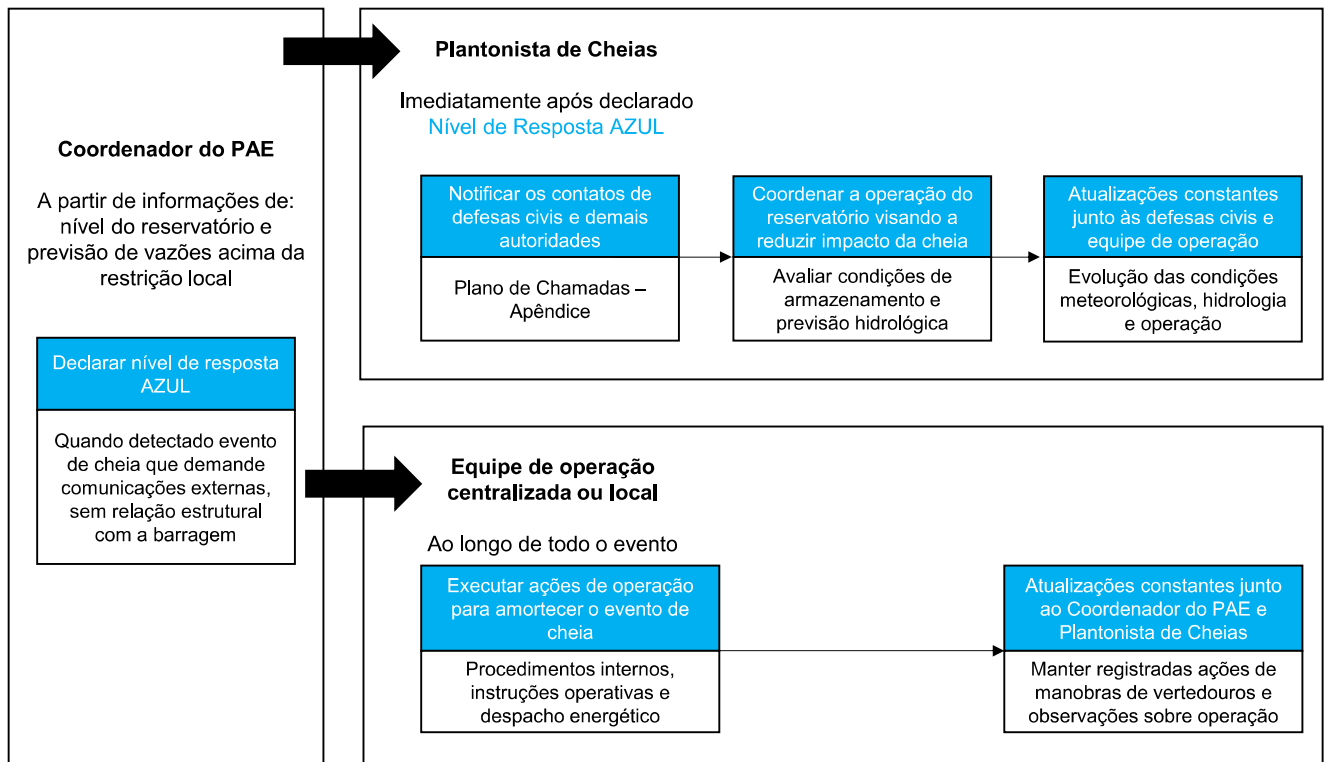 Coordenador do PAE
A partir de informações de:
nível do reservatório e
previsão de vazões acima da
restrição local
Declarar nível de resposta
AZUL
Quando detectado evento
de cheia que demande
comunicações externas,
sem relação estrutural
com a barragem
Plantonista de Cheias
Imediatamente após declarado
Nível de Resposta AZUL
Notificar os contatos de
defesas civis e demais
autoridades
Plano de Chamadas –
Apêndice
Coordenar a operação do
reservatório visando a
reduzir impacto da cheia
Avaliar condições de
armazenamento e
previsão hidrológica
Atualizações constantes
junto às defesas civis e
equipe de operação
Evolução das condições
meteorológicas, hidrologia
e operação
Equipe de operação
centralizada ou local
Ao longo de todo o evento
Executar ações de operação
para amortecer o evento de
cheia
Procedimentos internos,
instruções operativas e
despacho energético
Atualizações constantes junto
ao Coordenador do PAE e
Plantonista de Cheias
Manter registradas ações de
manobras de vertedouros e
observações sobre operação